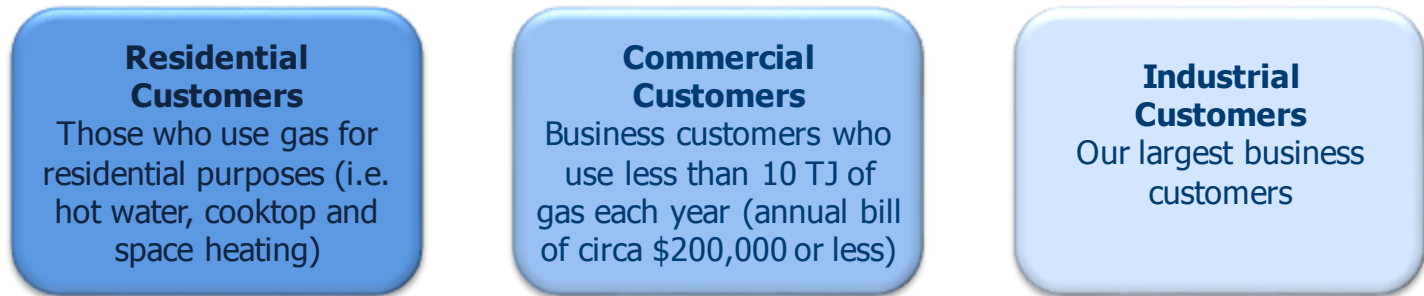 Residential
Customers
Those who use gas for
residential purposes (i.e.
hot water, cooktop and
space heating)
Commercial
Customers
Business customers who
use less than 10 TJ of
gas each year (annual bill
of circa $200,000 or less)
Industrial
Customers
Our largest business
customers